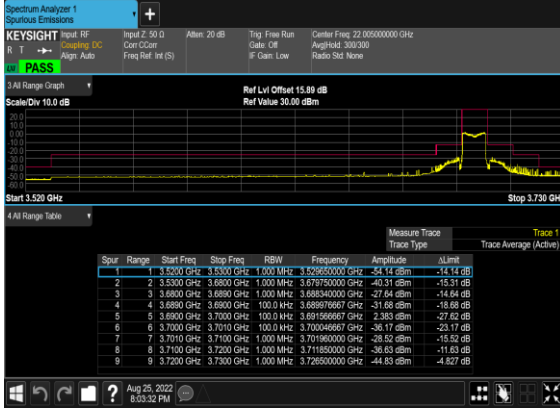 Spectrum Analyzer 1
Spurious Emissions
+
KEYSIGHT Input: RF Input Z: 50 Ω Atten: 20 dB Trig: Free Run Center Freq: 22.005000000 GHz
R T Coupling: DC Corr CCorr Gate: Off Avg|Hold: 300/300
Align: Auto Freq Ref: Int (S) IF Gain: Low Radio Std: None
PASS
3 All Range Graph
Ref Lvl Offset 15.89 dB
Scale/Div 10.0 dB Ref Value 30.00 dBm
20.0
10.0
0.00
-10.0
-20.0
-30.0
-40.0
-50.0
-60.0
Start 3.520 GHz Stop 3.730 GH
4 All Range Table
Measure Trace Trace 1
Trace Type Trace Average (Active)
Spur Range Start Freq Stop Freq RBW Frequency Amplitude ΔLimit
1 1 3.5200 GHz 3.5300 GHz 1.000 MHz 3.529650000 GHz -54.14 dBm -14.14 dB
2 2 3.5300 GHz 3.6800 GHz 1.000 MHz 3.679750000 GHz -40.31 dBm -15.31 dB
3 3 3.6800 GHz 3.6890 GHz 1.000 MHz 3.688340000 GHz -27.64 dBm -14.64 dB
4 4 3.6890 GHz 3.6900 GHz 100.0 kHz 3.689976667 GHz -31.68 dBm -18.68 dB
5 5 3.6900 GHz 3.7000 GHz 100.0 kHz 3.691566667 GHz 2.383 dBm -27.62 dB
6 6 3.7000 GHz 3.7010 GHz 100.0 kHz 3.700046667 GHz -36.17 dBm -23.17 dB
7 7 3.7010 GHz 3.7100 GHz 1.000 MHz 3.701960000 GHz -28.52 dBm -15.52 dB
8 8 3.7100 GHz 3.7200 GHz 1.000 MHz 3.711850000 GHz -36.63 dBm -11.63 dB
9 9 3.7200 GHz 3.7300 GHz 1.000 MHz 3.726500000 GHz -44.83 dBm -4.827 dB
? Aug 25, 2022
8:03:32 PM